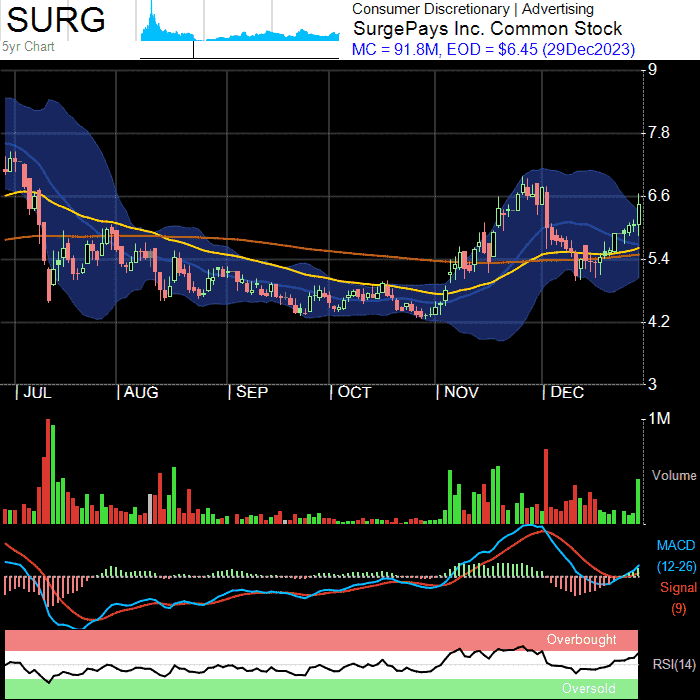 SURG
5yr Chart
Consumer Discretionary | Advertising
SurgePays Inc. Common Stock
MC = 91.8M, EOD = $6.45 (29Dec2023)
9
7.8
6.6
5.4
4.2
3
| JUL | AUG | SEP | OCT | NOV | DEC
1M
Volume
MACD
(12-26)
Signal
(9)
Overbought
RSI(14)
Oversold